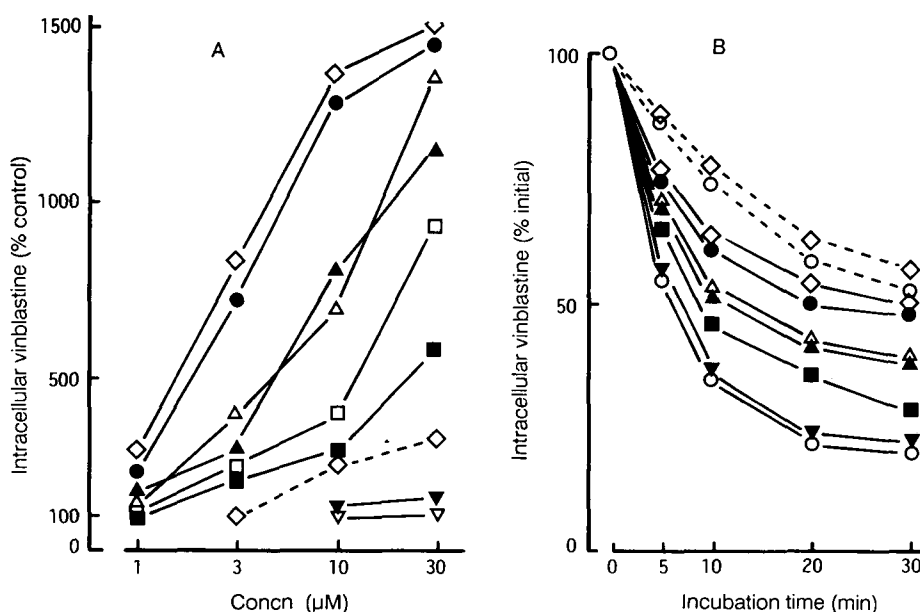 A
1500
1000
500
100
0
Intracellular vinblastine (% control)
1 3 10 30
Concn (µM)
B
100
50
0
Intracellular vinblastine (% initial)
0 5 10 20 30
Incubation time (min)